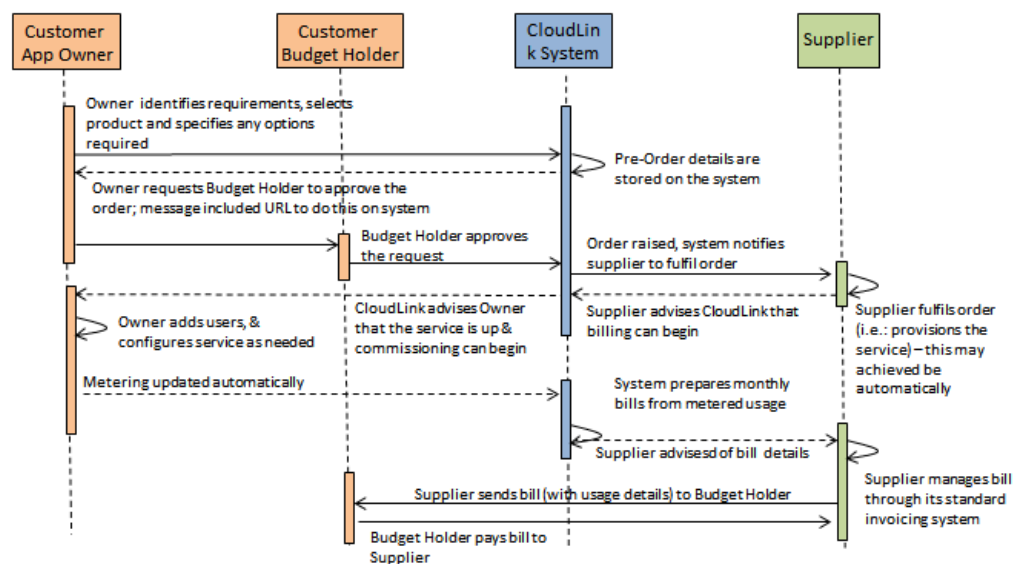 Customer
App Owner
Customer
Budget Holder
CloudLin
k System
Supplier
Owner identifies requirements, selects
product and specifies any options
required
Pre-Order details are
stored on the system
Owner requests Budget Holder to approve the
order; message included URL to do this on system
Budget Holder approves
the request
Order raised, system notifies
supplier to fulfil order
CloudLink advises Owner
that the service is up &
commissioning can begin
Supplier advises CloudLink that
billing can begin
Supplier fulfils order
(i.e.: provisions the
service) – this may
achieved be
automatically
Owner adds users, &
configures service as needed
Metering updated automatically
System prepares monthly
bills from metered usage
Supplier advisesd of bill details
Supplier manages bill
through its standard
invoicing system
Supplier sends bill (with usage details) to Budget Holder
Budget Holder pays bill to
Supplier